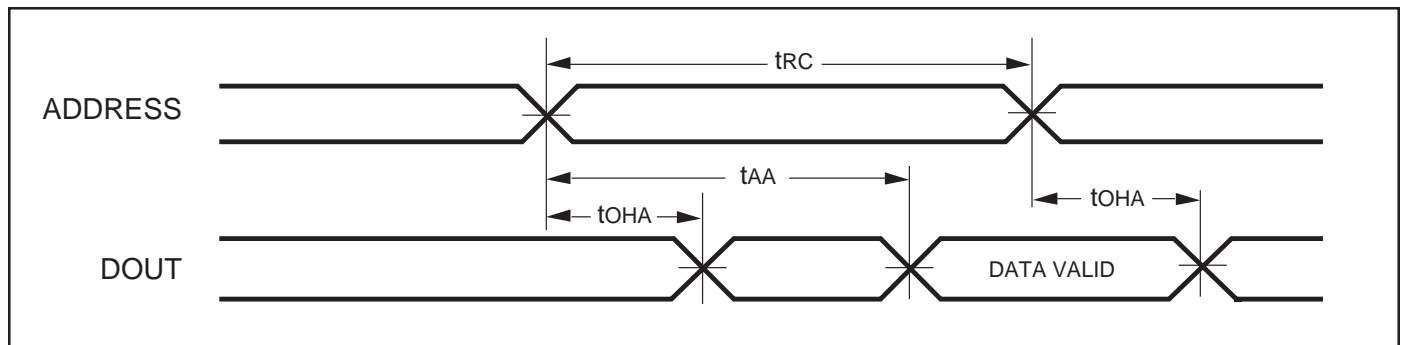 tRC
ADDRESS
tAA
tOHA
tOHA
DOUT
DATA VALID